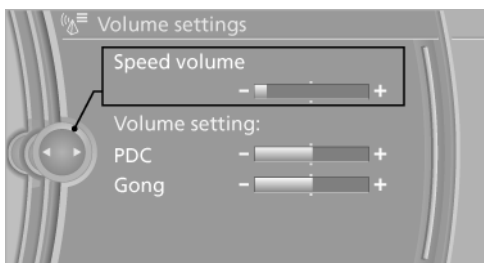 Volume settings
Speed volume
- +
Volume setting:
PDC - +
Gong - +